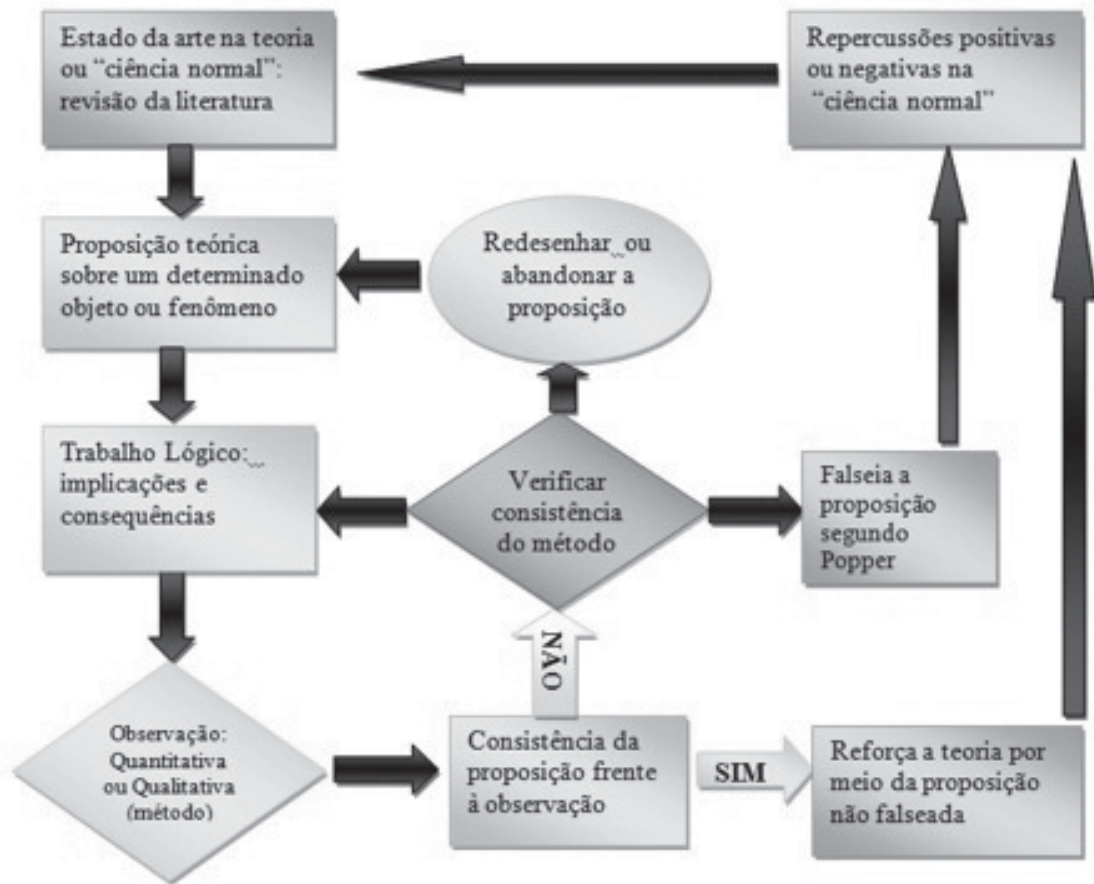 Estado da arte na teoria
ou “ciência normal”:
revisão da literatura
Repercussões positivas
ou negativas na
“ciência normal”
Proposição teórica
sobre um determinado
objeto ou fenômeno
Redesenhar ou
abandonar a
proposição
Trabalho Lógico:
implicações e
consequências
Verificar
consistência
do método
Falseia a
proposição
segundo
Popper
NÃO
Observação:
Quantitativa
ou Qualitativa
(método)
Consistência da
proposição frente
à observação
SIM
Reforça a teoria por
meio da proposição
não falseada